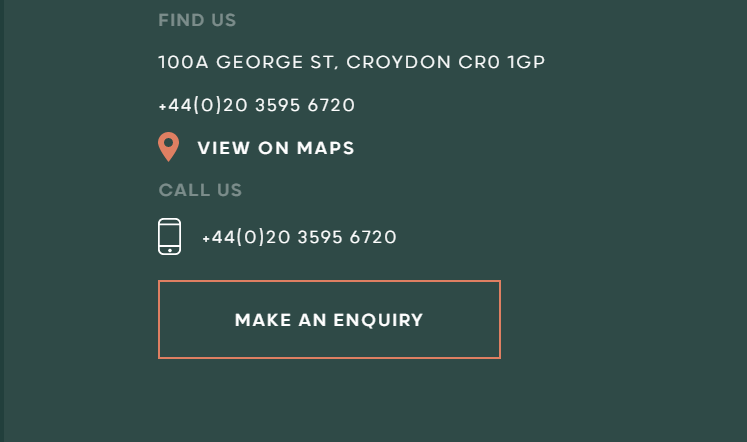 FIND US
100A GEORGE ST, CROYDON CR0 1GP
+44(0)20 3595 6720
VIEW ON MAPS
CALL US
+44(0)20 3595 6720
MAKE AN ENQUIRY